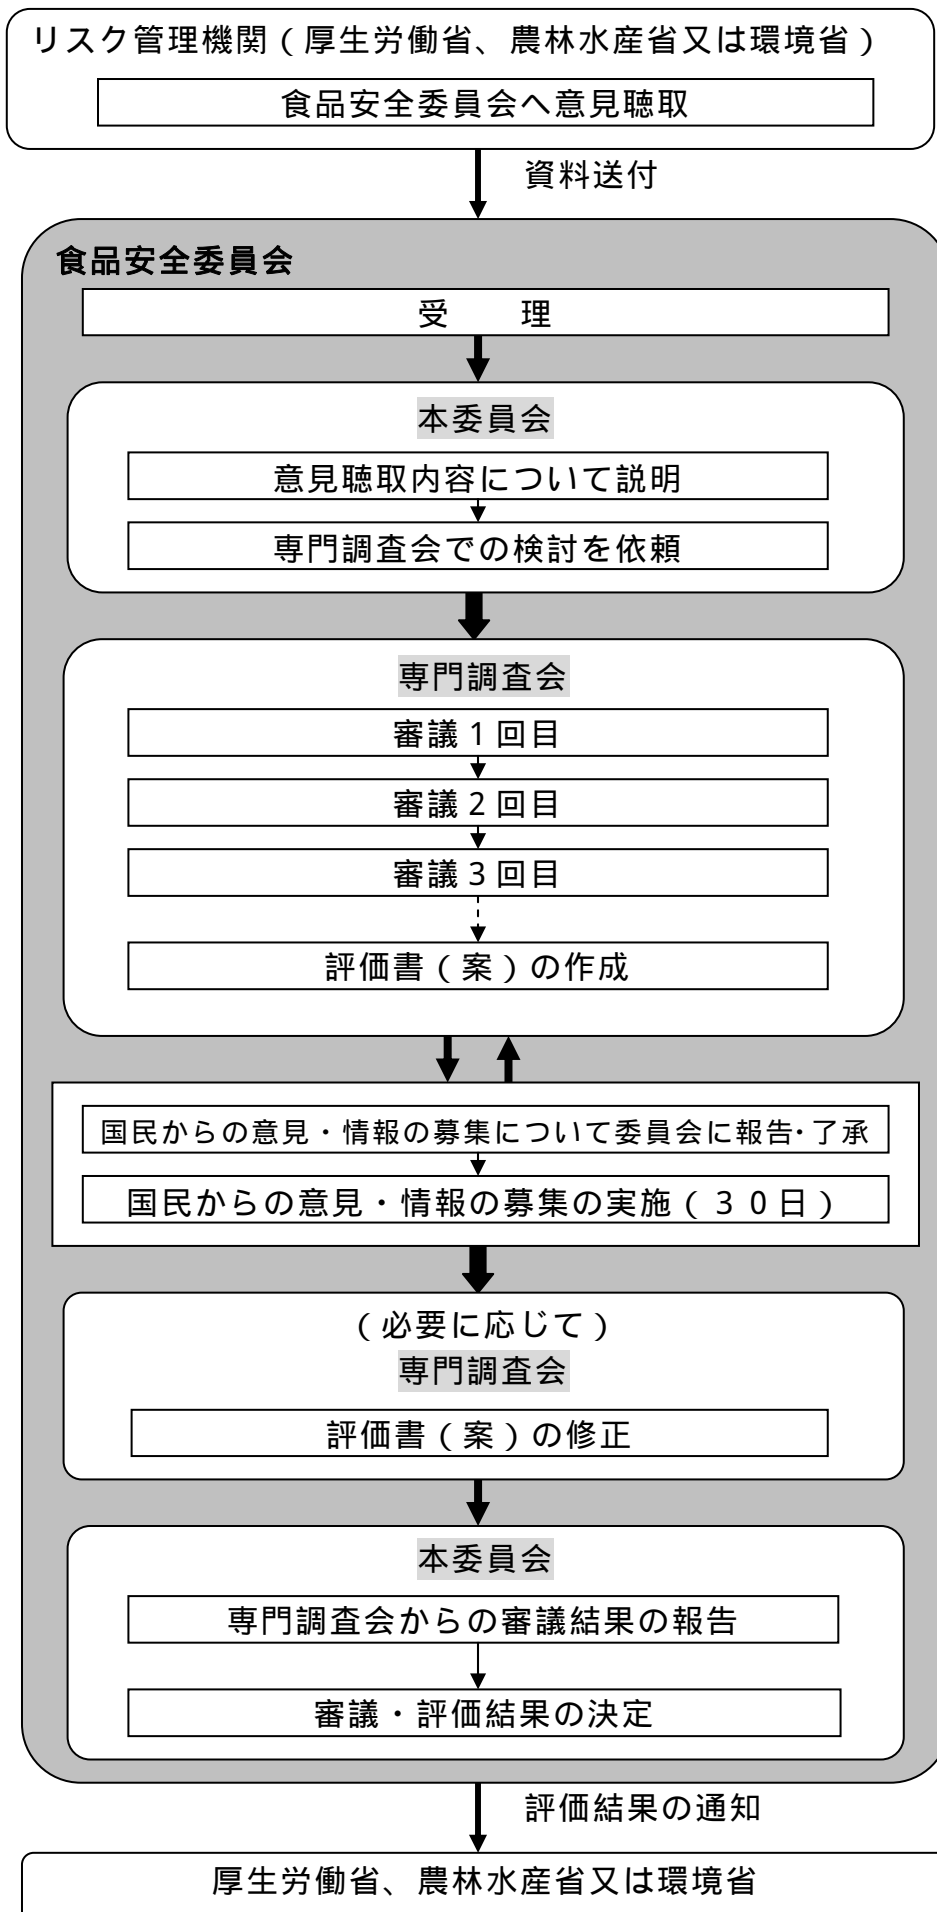 リスク管理機関(厚生労働省、農林水産省又は環境省)
食品安全委員会へ意見聴取
資料送付
食品安全委員会
受　　理
本委員会
意見聴取内容について説明
専門調査会での検討を依頼
専門調査会
審議1回目
審議2回目
審議3回目
評価書(案)の作成
国民からの意見・情報の募集について委員会に報告・了承
国民からの意見・情報の募集の実施(30日)
(必要に応じて)
専門調査会
評価書(案)の修正
本委員会
専門調査会からの審議結果の報告
審議・評価結果の決定
評価結果の通知
厚生労働省、農林水産省又は環境省